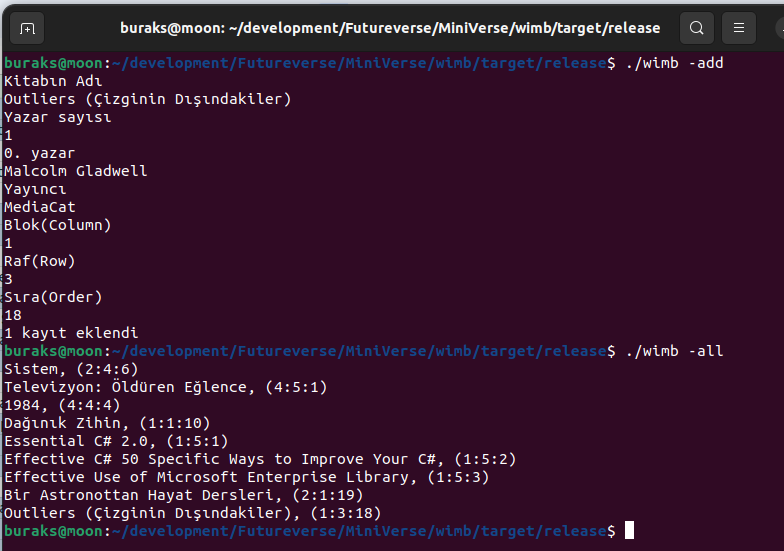 buraks@moon: ~/development/Futureverse/MiniVerse/wimb/target/release
buraks@moon:~/development/Futureverse/MiniVerse/wimb/target/release$ ./wimb -add
Kitabın Adı
Outliers (Çizginin Dışındakiler)
Yazar sayısı
1
0. yazar
Malcolm Gladwell
Yayıncı
MediaCat
Blok(Column)
1
Raf(Row)
3
Sıra(Order)
18
1 kayıt eklendi
buraks@moon:~/development/Futureverse/MiniVerse/wimb/target/release$ ./wimb -all
Sistem, (2:4:6)
Televizyon: Öldüren Eğlence, (4:5:1)
1984, (4:4:4)
Dağınık Zihin, (1:1:10)
Essential C# 2.0, (1:5:1)
Effective C# 50 Specific Ways to Improve Your C#, (1:5:2)
Effective Use of Microsoft Enterprise Library, (1:5:3)
Bir Astronottan Hayat Dersleri, (2:1:19)
Outliers (Çizginin Dışındakiler), (1:3:18)
buraks@moon:~/development/Futureverse/MiniVerse/wimb/target/release$